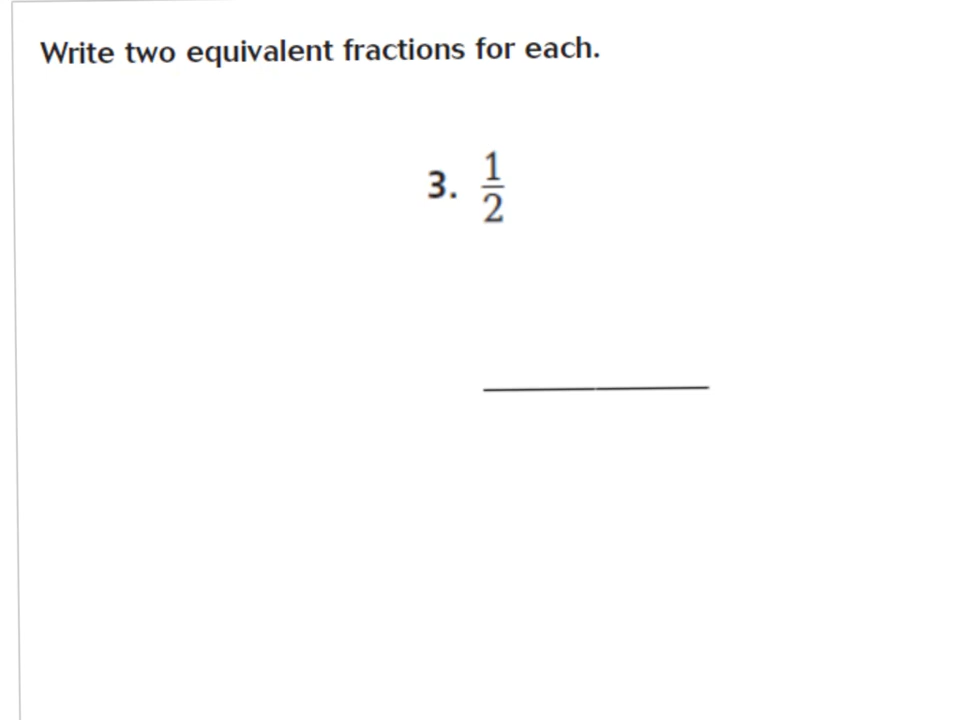 Write two equivalent fractions for each.
3. 1/2